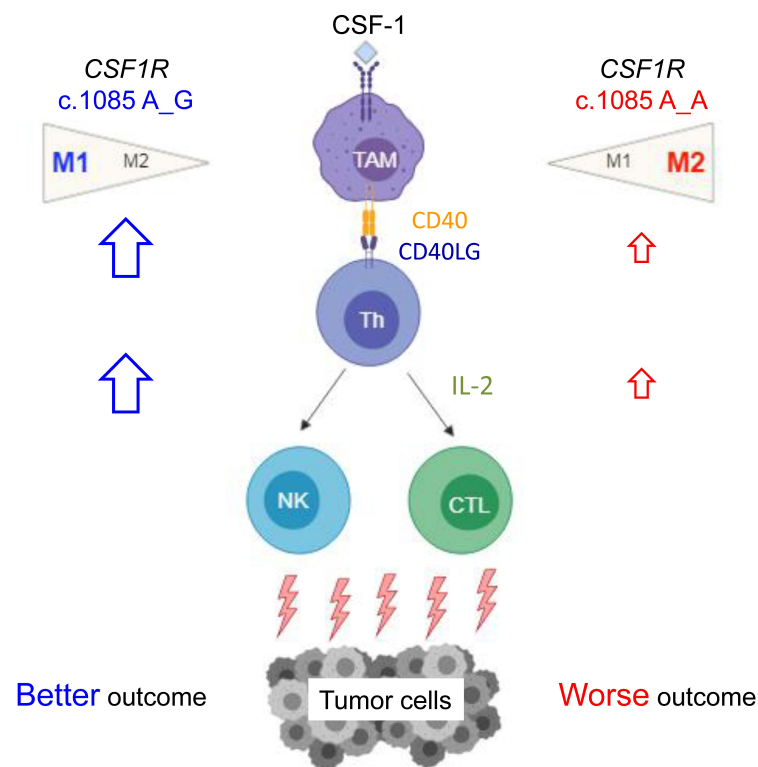 CSF-1
CSF1R
c.1085 A_G
CSF1R
c.1085 A_A
M1 M2
TAM
M1 M2
CD40
CD40LG
Th
IL-2
NK
CTL
Better outcome
Tumor cells
Worse outcome